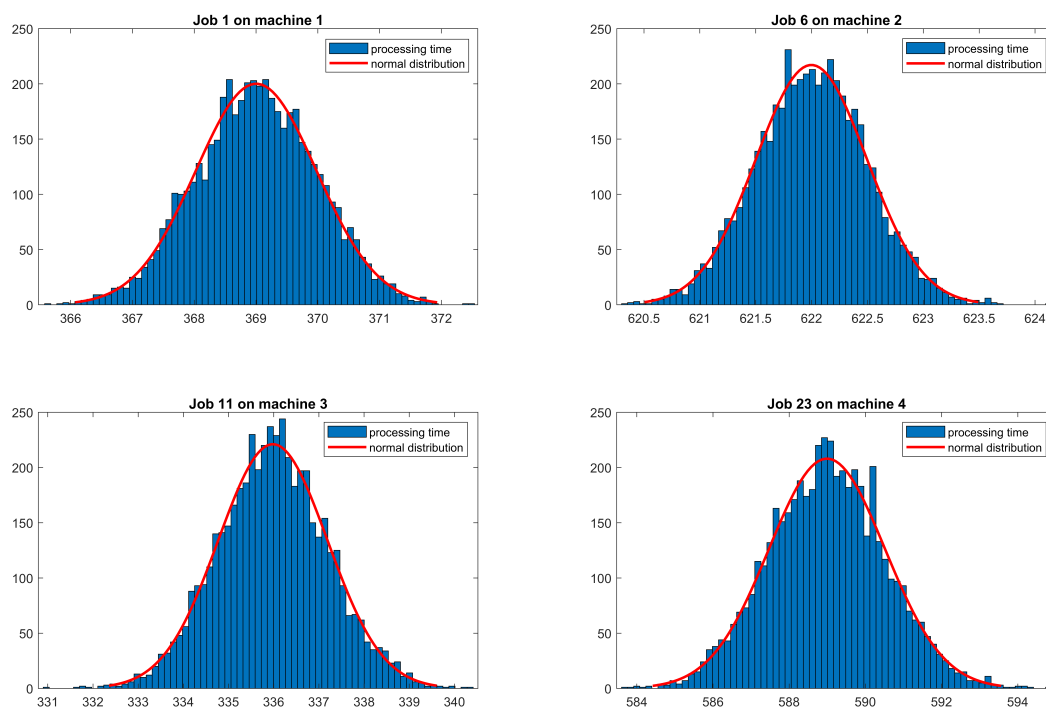 Job 1 on machine 1
250
200
150
100
50
0
processing time
normal distribution
366 367 368 369 370 371 372
Job 6 on machine 2
250
200
150
100
50
0
processing time
normal distribution
620.5 621 621.5 622 622.5 623 623.5 624
Job 11 on machine 3
250
200
150
100
50
0
processing time
normal distribution
331 332 333 334 335 336 337 338 339 340
Job 23 on machine 4
250
200
150
100
50
0
processing time
normal distribution
584 586 588 590 592 594